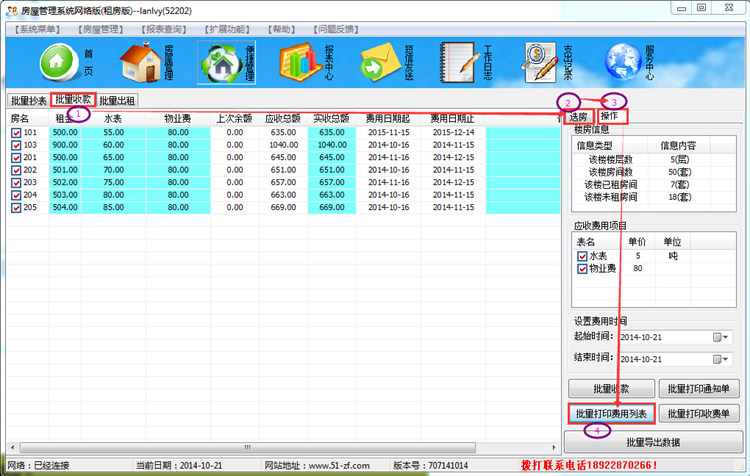 房屋管理系统网络版(租房版)--lanlvy(52202)
【系统菜单】 【房屋管理】 【报表查询】 【扩展功能】 【帮助】 【问题反馈】
首页 房屋管理 便捷管理 报表中心 短信发送 工作日志 支出记录 服务中心
批量抄表 批量收款 批量出租
1 2 3
选房 操作
房名 租金 水表 物业费 上次余额 应收总额 实收总额 费用日期起 费用日期止
101 500.00 55.00 80.00 0.00 635.00 635.00 2015-11-15 2015-12-14
103 900.00 60.00 80.00 0.00 1040.00 1040.00 2014-10-16 2014-11-15
201 500.00 65.00 80.00 0.00 645.00 645.00 2014-11-16 2014-12-15
202 501.00 70.00 80.00 0.00 651.00 651.00 2014-10-16 2014-11-15
203 502.00 75.00 80.00 0.00 657.00 657.00 2014-11-16 2014-12-15
204 503.00 80.00 80.00 0.00 663.00 663.00 2014-10-16 2014-11-15
205 504.00 85.00 80.00 0.00 669.00 669.00 2014-10-16 2014-11-15
楼房信息
信息类型 信息内容
该楼楼层数 5(层)
该楼房间数 50(套)
该楼已租房间 7(套)
该楼未租房间 18(套)
应收费用项目
表名 单价 单位
水表 5 吨
物业费 80
设置费用时间
起始时间： 2014-10-21
结束时间： 2014-10-21
批量收款 批量打印通知单
批量打印费用列表 批量打印收费单
4
批量导出数据
网络：已经连接 当前日期：2014-10-21 网站地址：www.51-zf.com 版本号：707141014 拨打联系电话18922870266！